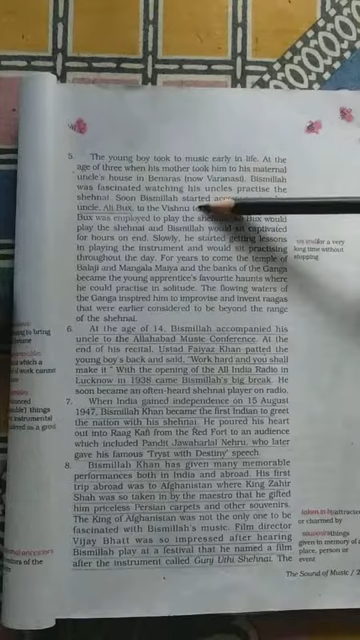 5. The young boy took to music early in life. At the
age of three when his mother took him to his maternal
uncle's house in Benaras (now Varanasi), Bismillah
was fascinated watching his uncles practise the
shehnai. Soon Bismillah started
uncle, Ali Bux, to the Vishnu
Bux was employed to play the Bux would
play the shehnai and Bismillah would sit captivated
for hours on end. Slowly, he started getting lessons
in playing the instrument and would sit practising
throughout the day. For years to come the temple of
Balaji and Mangala Maiya and the banks of the Ganga
became the young apprentice's favourite haunts where
he could practise in solitude. The flowing waters of
the Ganga inspired him to improvise and invent raagas
that were earlier considered to be beyond the range
of the shehnai.
6. At the age of 14, Bismillah accompanied his
uncle to the Allahabad Music Conference. At the
end of his recital, Ustad Faiyaz Khan patted the
young boy's back and said, "Work hard and you shall
make it." With the opening of the All India Radio in
Lucknow in 1938 came Bismillah's big break. He
soon became an often-heard shehnai player on radio.
7. When India gained independence on 15 August
1947, Bismillah Khan became the first Indian to greet
the nation with his shehnai. He poured his heart
out into Raag Kafi from the Red Fort to an audience
which included Pandit Jawaharlal Nehru, who later
gave his famous 'Tryst with Destiny' speech.
8. Bismillah Khan has given many memorable
performances both in India and abroad. His first
trip abroad was to Afghanistan where King Zahir
Shah was so taken in by the maestro that he gifted
him priceless Persian carpets and other souvenirs.
The King of Afghanistan was not the only one to be
fascinated with Bismillah's music. Film director
Vijay Bhatt was so impressed after hearing
Bismillah play at a festival that he named a film
after the instrument called Gunj Uthi Shehnai. The
for a very
long time without
stopping
taken in by:
or charmed by
things
given in memory of a
place, person or
event
The Sound of Music / 2